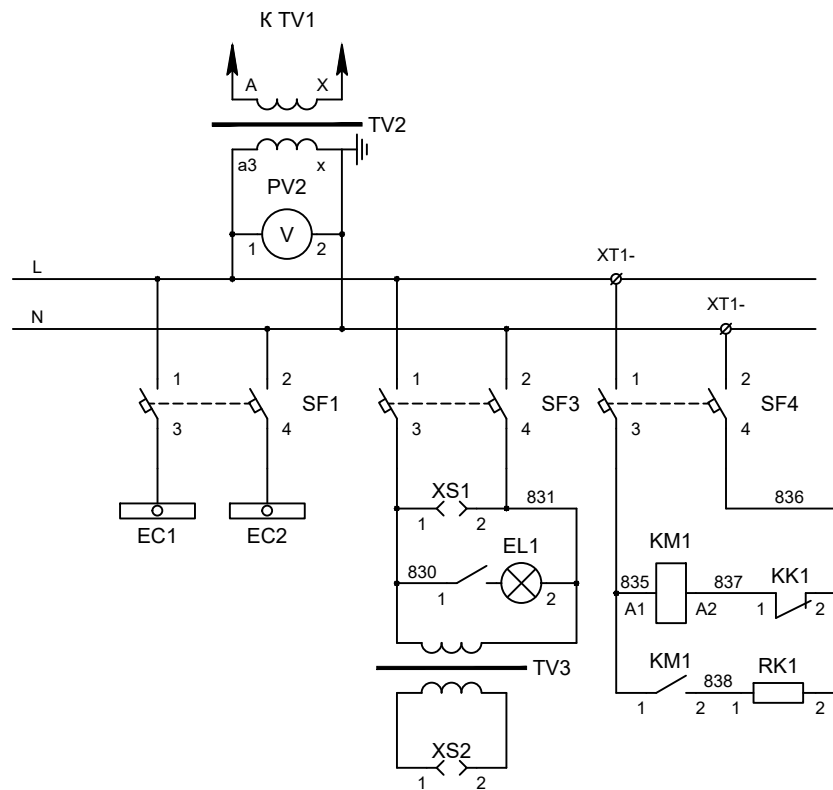 К TV1
A X
TV2
a3 x
PV2
1 V 2
L
XT1-
N
XT1-
1 2 1 2 1 2
SF1 SF3 SF4
3 4 3 4 3 4
XS1 831 836
1 2
EC1 EC2
EL1 KM1
830 835 837 KK1
1 2 A1 A2 1 2
TV3 KM1 838 RK1
1 2 1 2
XS2
1 2